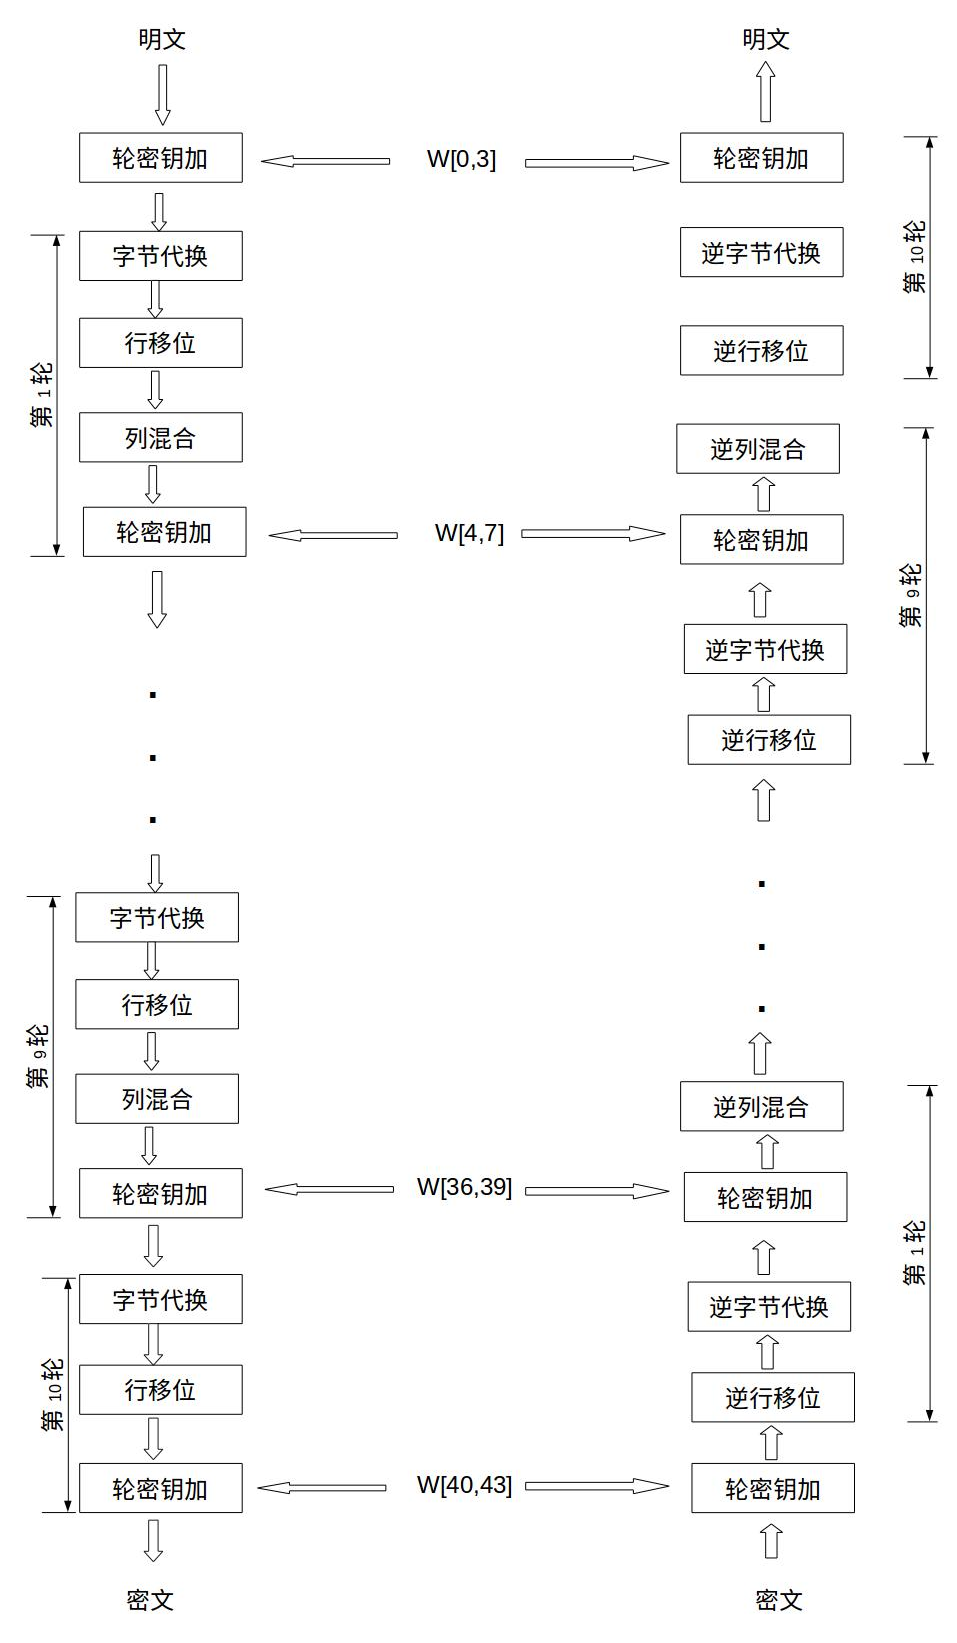 明文
明文
轮密钥加
W[0,3]
轮密钥加
字节代换
逆字节代换
第 10 轮
行移位
逆行移位
第 1 轮
列混合
逆列混合
轮密钥加
W[4,7]
轮密钥加
第 9 轮
逆字节代换
.
逆行移位
.
.
.
字节代换
.
行移位
.
第 9 轮
列混合
逆列混合
轮密钥加
W[36,39]
轮密钥加
第 1 轮
字节代换
逆字节代换
第 10 轮
行移位
逆行移位
轮密钥加
W[40,43]
轮密钥加
密文
密文